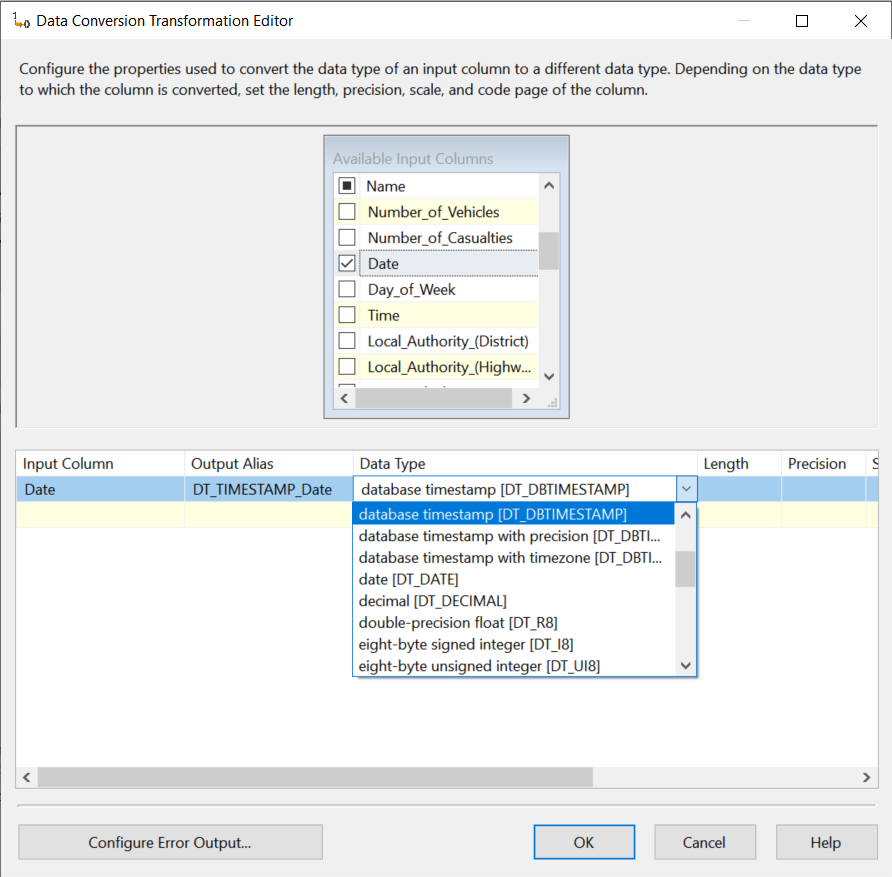 Data Conversion Transformation Editor
Configure the properties used to convert the data type of an input column to a different data type. Depending on the data type
to which the column is converted, set the length, precision, scale, and code page of the column.
Available Input Columns
Name
Number_of_Vehicles
Number_of_Casualties
Date
Day_of_Week
Time
Local_Authority_(District)
Local_Authority_(Highw...
Input Column Output Alias Data Type Length Precision S
Date DT_TIMESTAMP_Date database timestamp [DT_DBTIMESTAMP]
database timestamp [DT_DBTIMESTAMP]
database timestamp with precision [DT_DBTI...
database timestamp with timezone [DT_DBTI...
date [DT_DATE]
decimal [DT_DECIMAL]
double-precision float [DT_R8]
eight-byte signed integer [DT_I8]
eight-byte unsigned integer [DT_UI8]
Configure Error Output... OK Cancel Help